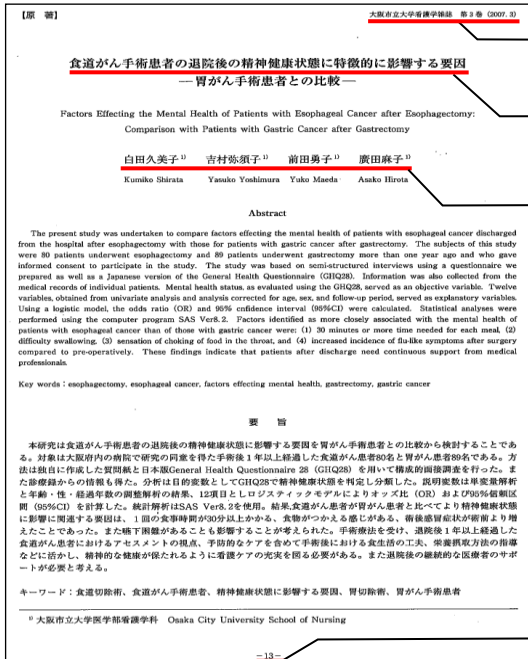 【原　著】
大阪市立大学看護学雑誌　第3巻（2007.3）
食道がん手術患者の退院後の精神健康状態に特徴的に影響する要因
―胃がん手術患者との比較―
Factors Effecting the Mental Health of Patients with Esophageal Cancer after Esophagectomy:
Comparison with Patients with Gastric Cancer after Gastrectomy
白田久美子¹⁾　吉村弥須子¹⁾　前田勇子¹⁾　廣田麻子¹⁾
Kumiko Shirata　Yasuko Yoshimura　Yuko Maeda　Asako Hirota
Abstract
The present study was undertaken to compare factors effecting the mental health of patients with esophageal cancer discharged
from the hospital after esophagectomy with those for patients with gastric cancer after gastrectomy. The subjects of this study
were 80 patients underwent esophagectomy and 89 patients underwent gastrectomy more than one year ago and who gave
informed consent to participate in the study. The study was based on semi-structured interviews using a questionnaire we
prepared as well as a Japanese version of the General Health Questionnaire (GHQ28). Information was also collected from the
medical records of individual patients. Mental health status, as evaluated using the GHQ28, served as an objective variable. Twelve
variables, obtained from univariate analysis and analysis corrected for age, sex, and follow-up period, served as explanatory variables.
Using a logistic model, the odds ratio (OR) and 95% cnfidence interval (95%CI) were calculated. Statistical analyses were
performed using the computer program SAS Ver8.2. Factors identified as more closely associated with the mental health of
patients with esophageal cancer than of those with gastric cancer were: (1) 30 minutes or more time needed for each meal, (2)
difficulty swallowing, (3) sensation of choking of food in the throat, and (4) increased incidence of flu-like symptoms after surgery
compared to pre-operatively. These findings indicate that patients after discharge need continuous support from medical
professionals.
Key words : esophagectomy, esophageal cancer, factors effecting mental health, gastrectomy, gastric cancer
要　旨
本研究は食道がん手術患者の退院後の精神健康状態に影響する要因を胃がん手術患者との比較から検討することであ
る。対象は大阪府内の病院で研究の同意を得た手術後１年以上経過した食道がん患者80名と胃がん患者89名である。方
法は独自に作成した質問紙と日本版General Health Questionnaire 28 (GHQ28) を用いて構成的面接調査を行った。ま
た診療録からの情報も得た。分析は目的変数としてGHQ28で精神健康状態を判定し分類した。説明変数は単変量解析
と年齢・性・経過年数の調整解析の結果、12項目としロジスティックモデルによりオッズ比（OR）および95%信頼区
間（95%CI）を計算した。統計解析はSAS Ver8.2を使用。結果,食道がん患者が胃がん患者と比べてより精神健康状態
に影響に関連する要因は、１回の食事時間が30分以上かかる、食物がつかえる感じがある、術後感冒症状が術前より増
えたことであった。また嚥下困難があることも影響することが考えられた。手術療法を受け、退院後１年以上経過した
食道がん患者におけるアセスメントの視点、予防的なケアを含めて手術後における食生活の工夫、栄養摂取方法の指導
などに活かし、精神的な健康が保たれるように看護ケアの充実を図る必要がある。また退院後の継続的な医療者のサポ
ートが必要と考える。
キーワード：食道切除術、食道がん手術患者、精神健康状態に影響する要因、胃切除術、胃がん手術患者
¹⁾ 大阪市立大学医学部看護学科　Osaka City University School of Nursing
―13―